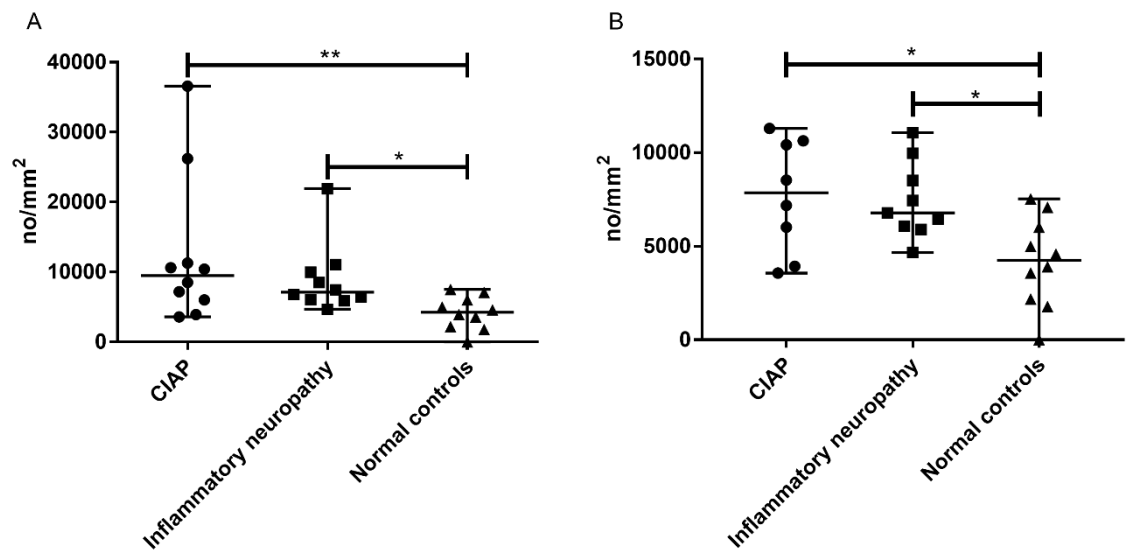 A
no/mm²
40000
30000
20000
10000
0
**
*
CIAP
Inflammatory neuropathy
Normal controls
B
no/mm²
15000
10000
5000
0
*
*
CIAP
Inflammatory neuropathy
Normal controls